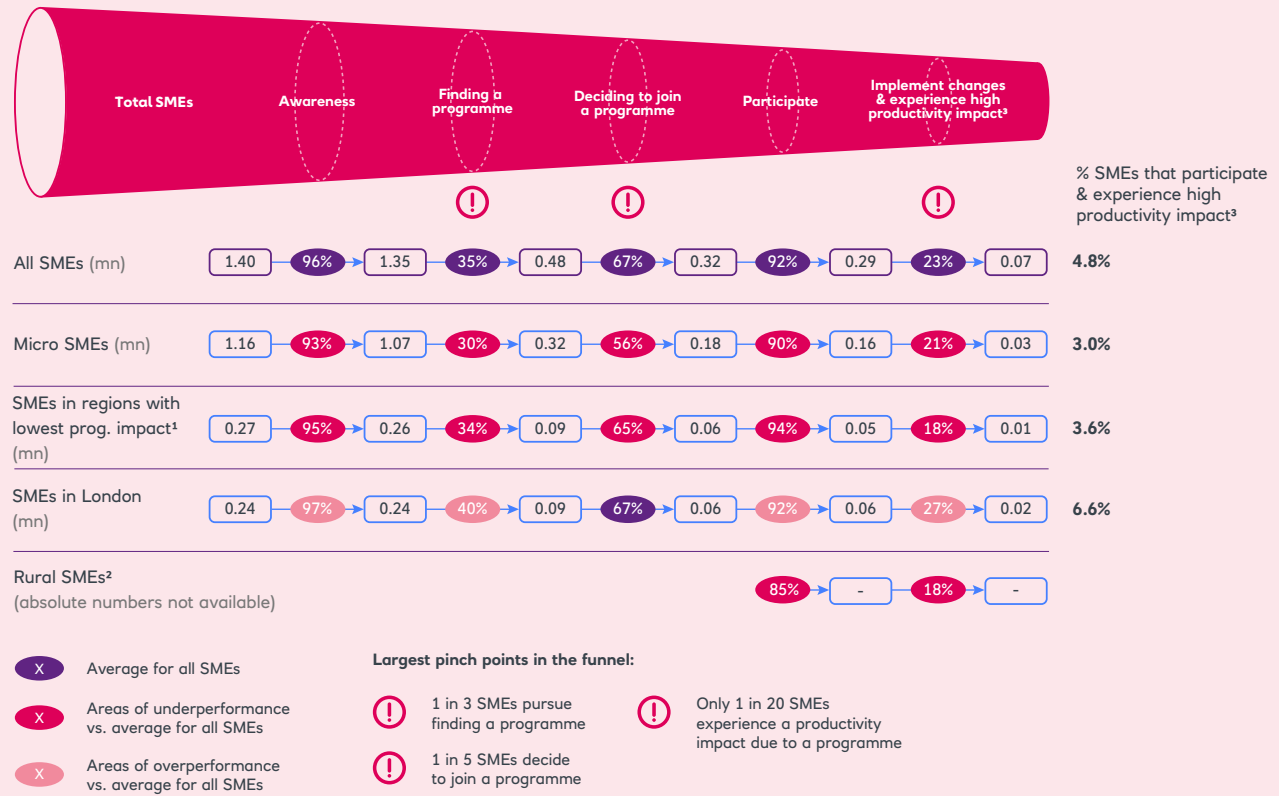 Total SMEs
Awareness
Finding a
programme
Deciding to join
a programme
Participate
Implement changes
& experience high
productivity impact³
% SMEs that participate
& experience high
productivity impact³
All SMEs (mn)
1.40 96% 1.35 35% 0.48 67% 0.32 92% 0.29 23% 0.07 4.8%
Micro SMEs (mn)
1.16 93% 1.07 30% 0.32 56% 0.18 90% 0.16 21% 0.03 3.0%
SMEs in regions with
lowest prog. impact¹
(mn)
0.27 95% 0.26 34% 0.09 65% 0.06 94% 0.05 18% 0.01 3.6%
SMEs in London
(mn)
0.24 97% 0.24 40% 0.09 67% 0.06 92% 0.06 27% 0.02 6.6%
Rural SMEs²
(absolute numbers not available)
85% - 18% -
X Average for all SMEs
X Areas of underperformance
vs. average for all SMEs
X Areas of overperformance
vs. average for all SMEs
Largest pinch points in the funnel:
1 in 3 SMEs pursue
finding a programme
1 in 5 SMEs decide
to join a programme
Only 1 in 20 SMEs
experience a productivity
impact due to a programme